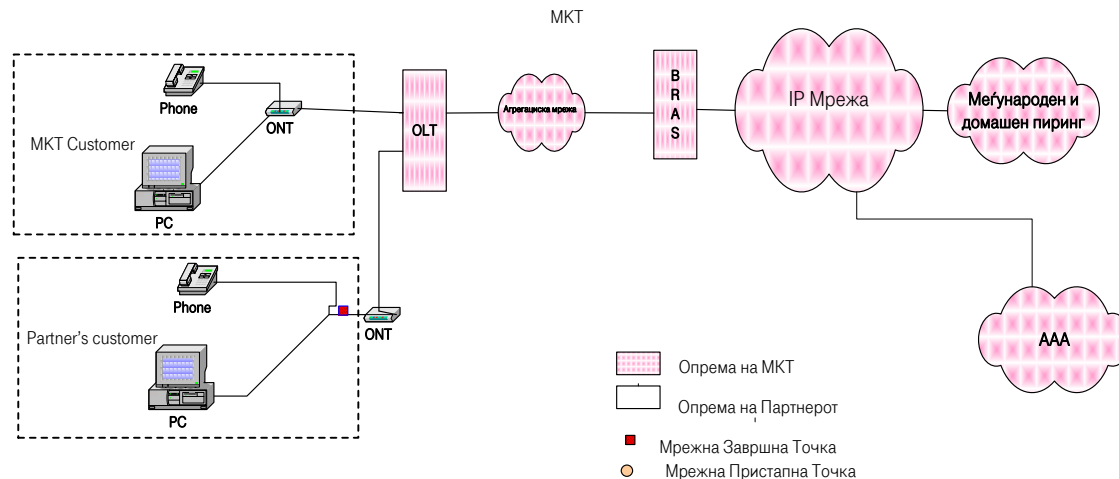 МКТ
Phone
ONT
MKT Customer
PC
OLT
Агрегациска мрежа
B
R
A
S
IP Мрежа
Меѓународен и
домашен пиринг
Phone
ONT
Partner's customer
PC
AAA
Опрема на МКТ
Опрема на Партнерот
Мрежна Завршна Точка
Мрежна Пристапна Точка